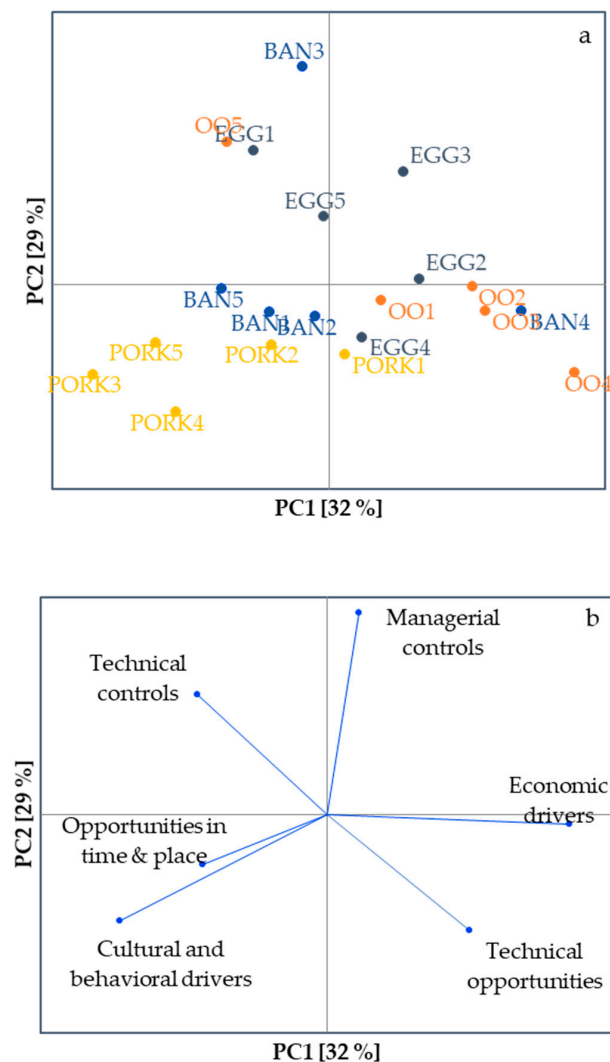 a
BAN3
OO5
EGG1
EGG3
EGG5
EGG2
BAN5
OO2
OO1
OO3
BAN4
BAN1
BAN2
EGG4
PORK5
PORK2
PORK1
PORK3
OO4
PORK4
PC2 [29 %]
PC1 [32 %]
b
Managerial
controls
Technical
controls
Economic
drivers
Opportunities in
time & place
Cultural and
behavioral drivers
Technical
opportunities
PC2 [29 %]
PC1 [32 %]